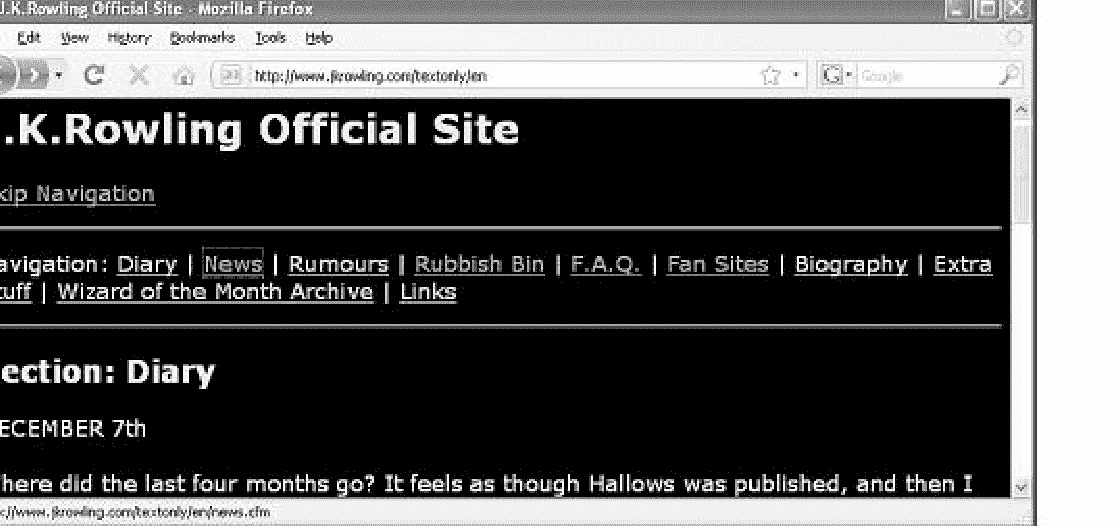 J.K.Rowling Official Site - Mozilla Firefox
Edit View History Bookmarks Tools Help
http://www.jkrowling.com/textonly/en
G Google
.K.Rowling Official Site
kip Navigation
avigation: Diary | News | Rumours | Rubbish Bin | F.A.Q. | Fan Sites | Biography | Extra
tuff | Wizard of the Month Archive | Links
ection: Diary
ECEMBER 7th
here did the last four months go? It feels as though Hallows was published, and then I
://www.jkrowling.com/textonly/en/news.cfm